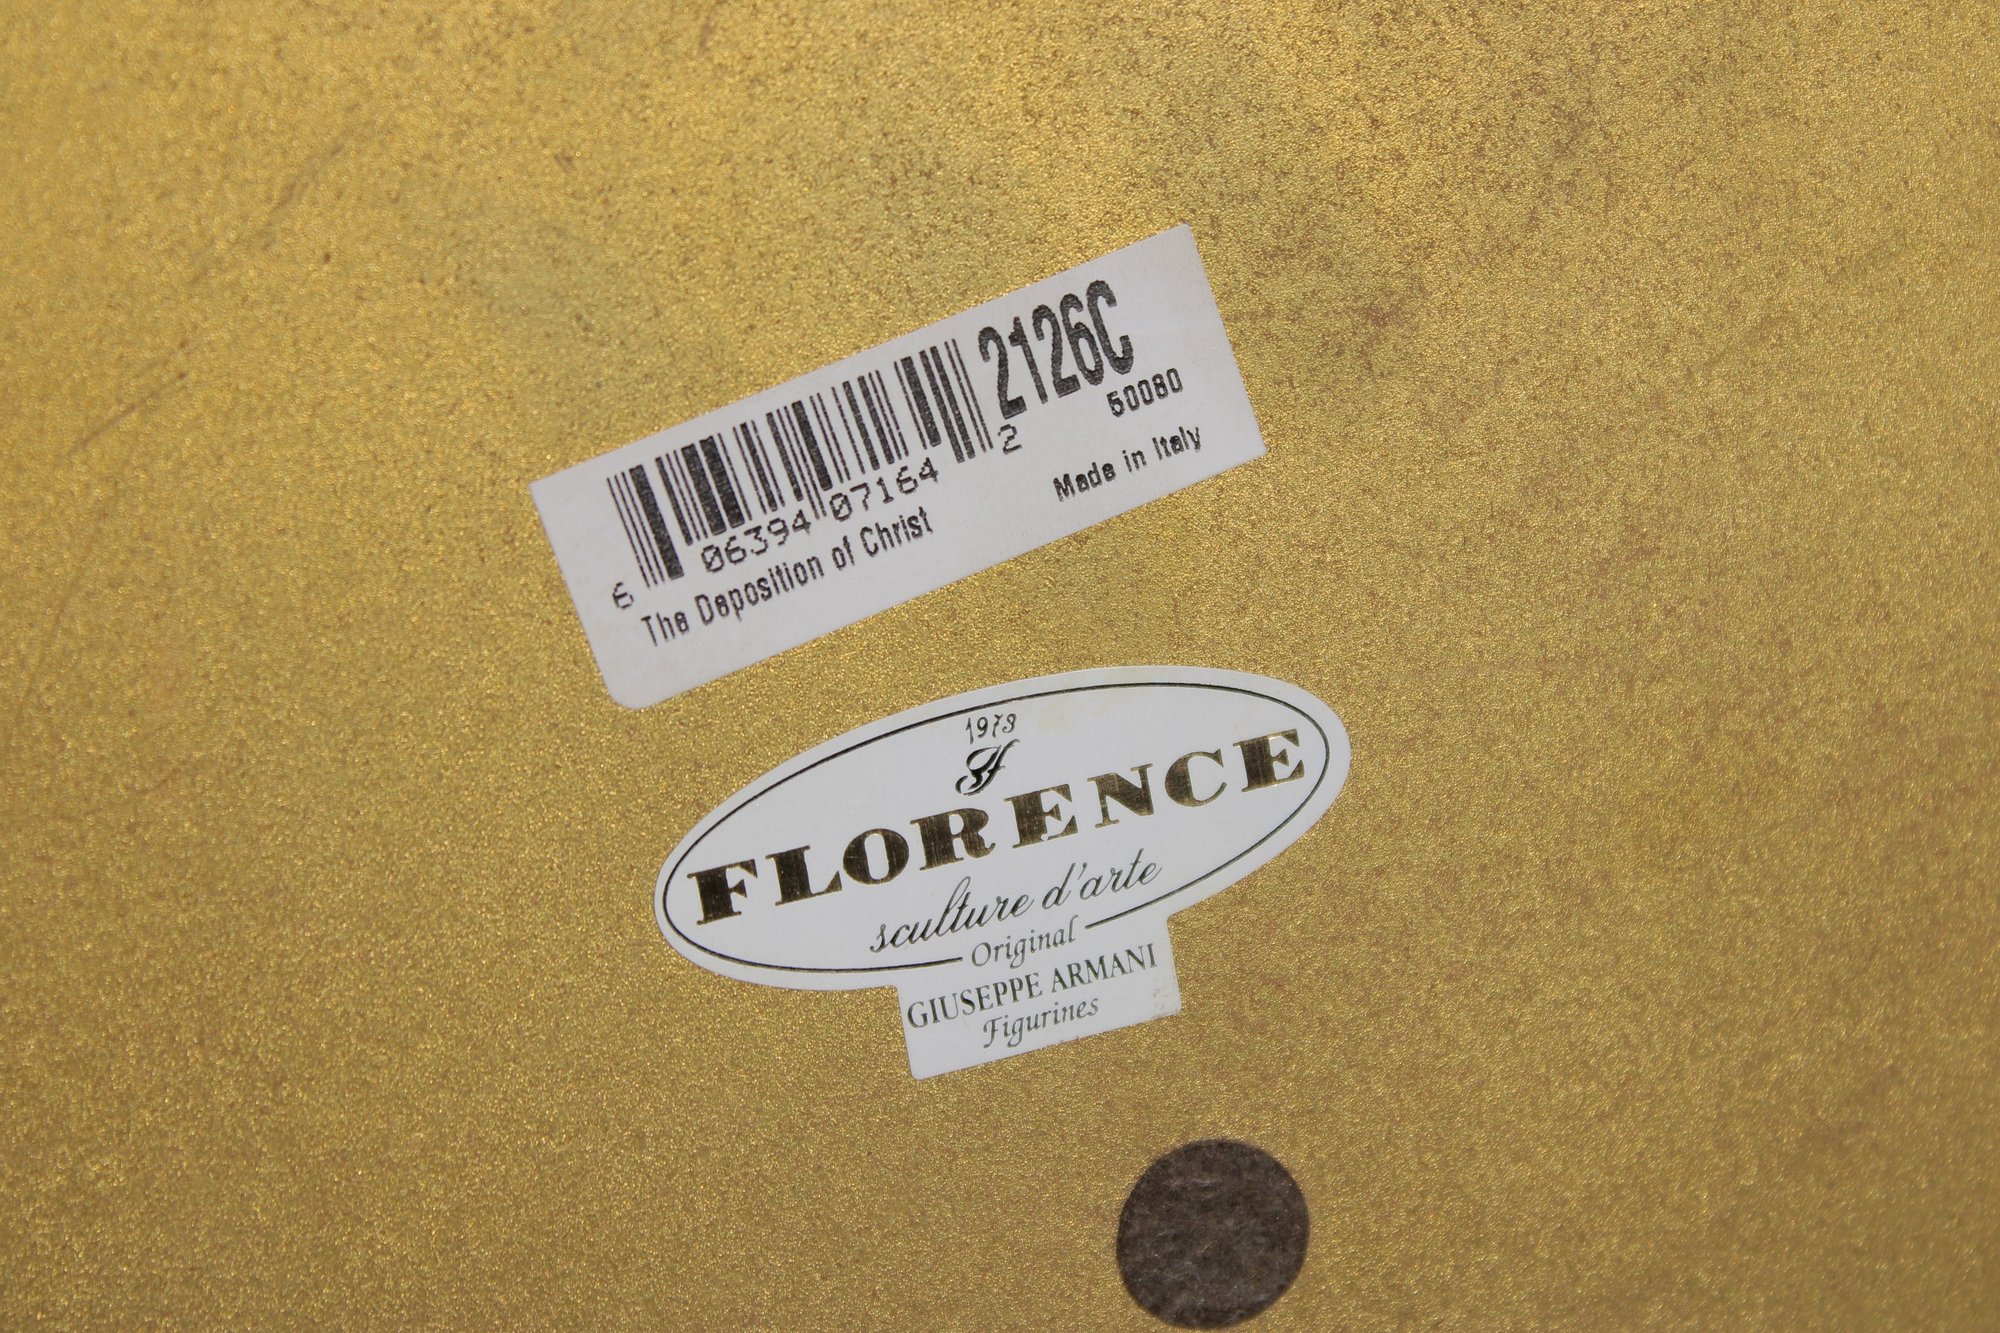 2126C
50080
6 06394 07164 2
Made in Italy
The Deposition of Christ
1973
FLORENCE
sculture d'arte
Original
GIUSEPPE ARMANI
Figurines